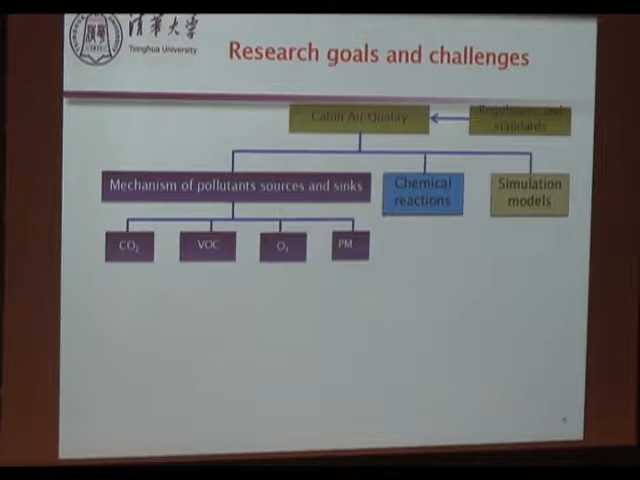 清华大学
Tsinghua University
Research goals and challenges
Cabin Air Quality
Regulations and
standards
Mechanism of pollutants sources and sinks
Chemical
reactions
Simulation
models
CO₂
VOC
O₃
PM